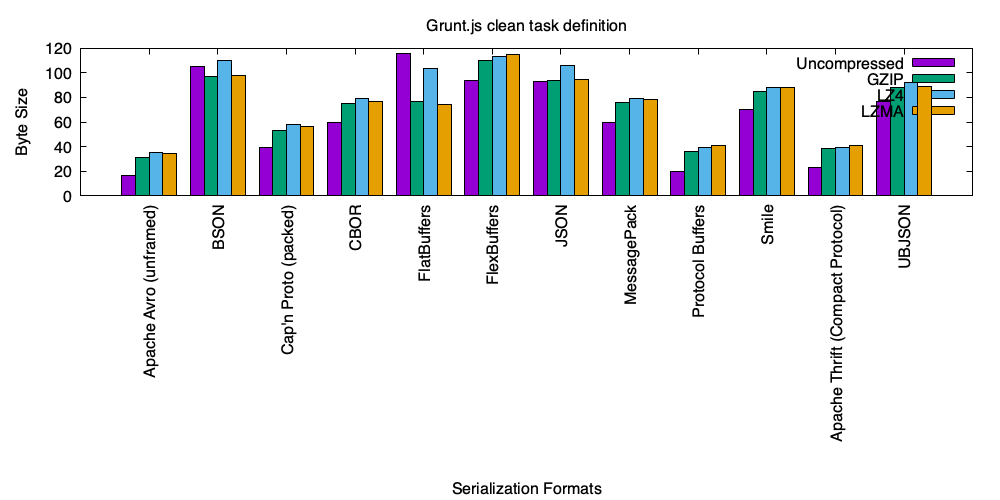 Grunt.js clean task definition
Byte Size
120
100
80
60
40
20
0
Uncompressed
GZIP
LZ4
LZMA
Apache Avro (unframed)
BSON
Cap'n Proto (packed)
CBOR
FlatBuffers
FlexBuffers
JSON
MessagePack
Protocol Buffers
Smile
Apache Thrift (Compact Protocol)
UBJSON
Serialization Formats